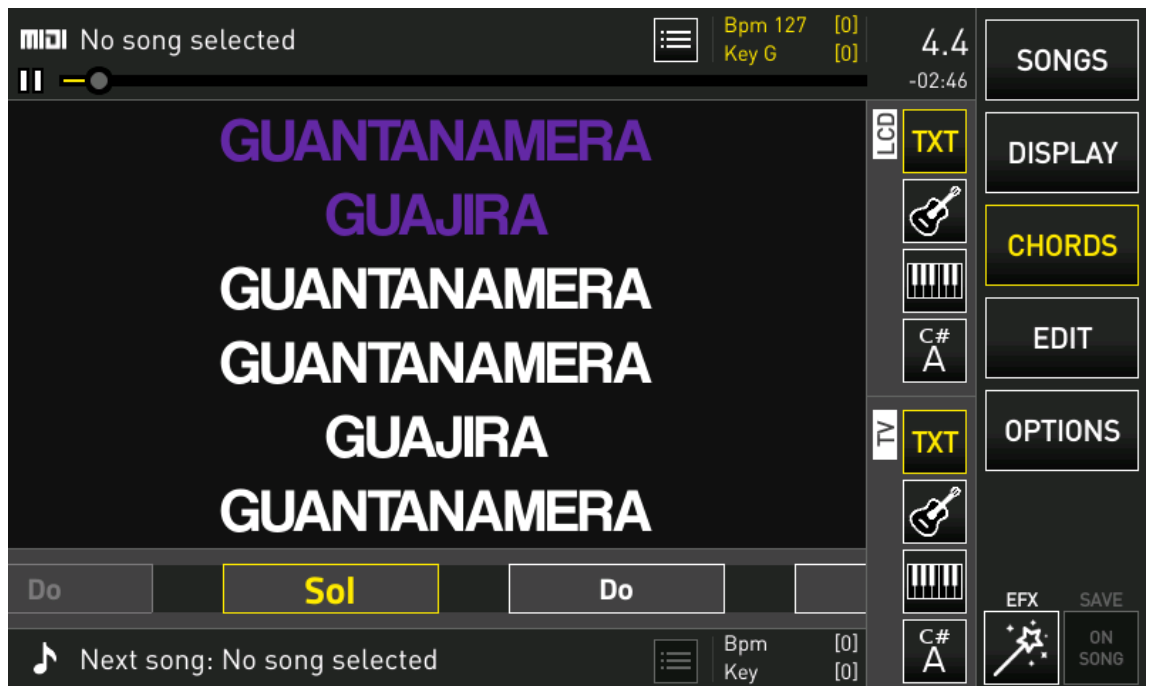 MIDI No song selected
Bpm 127 [0]
Key G [0]
4.4
-02:46
GUANTANAMERA
GUAJIRA
GUANTANAMERA
GUANTANAMERA
GUAJIRA
GUANTANAMERA
Do Sol Do
Next song: No song selected
Bpm [0]
Key [0]
LCD
TXT
C#
A
TV
TXT
C#
A
SONGS
DISPLAY
CHORDS
EDIT
OPTIONS
EFX SAVE
ON
SONG